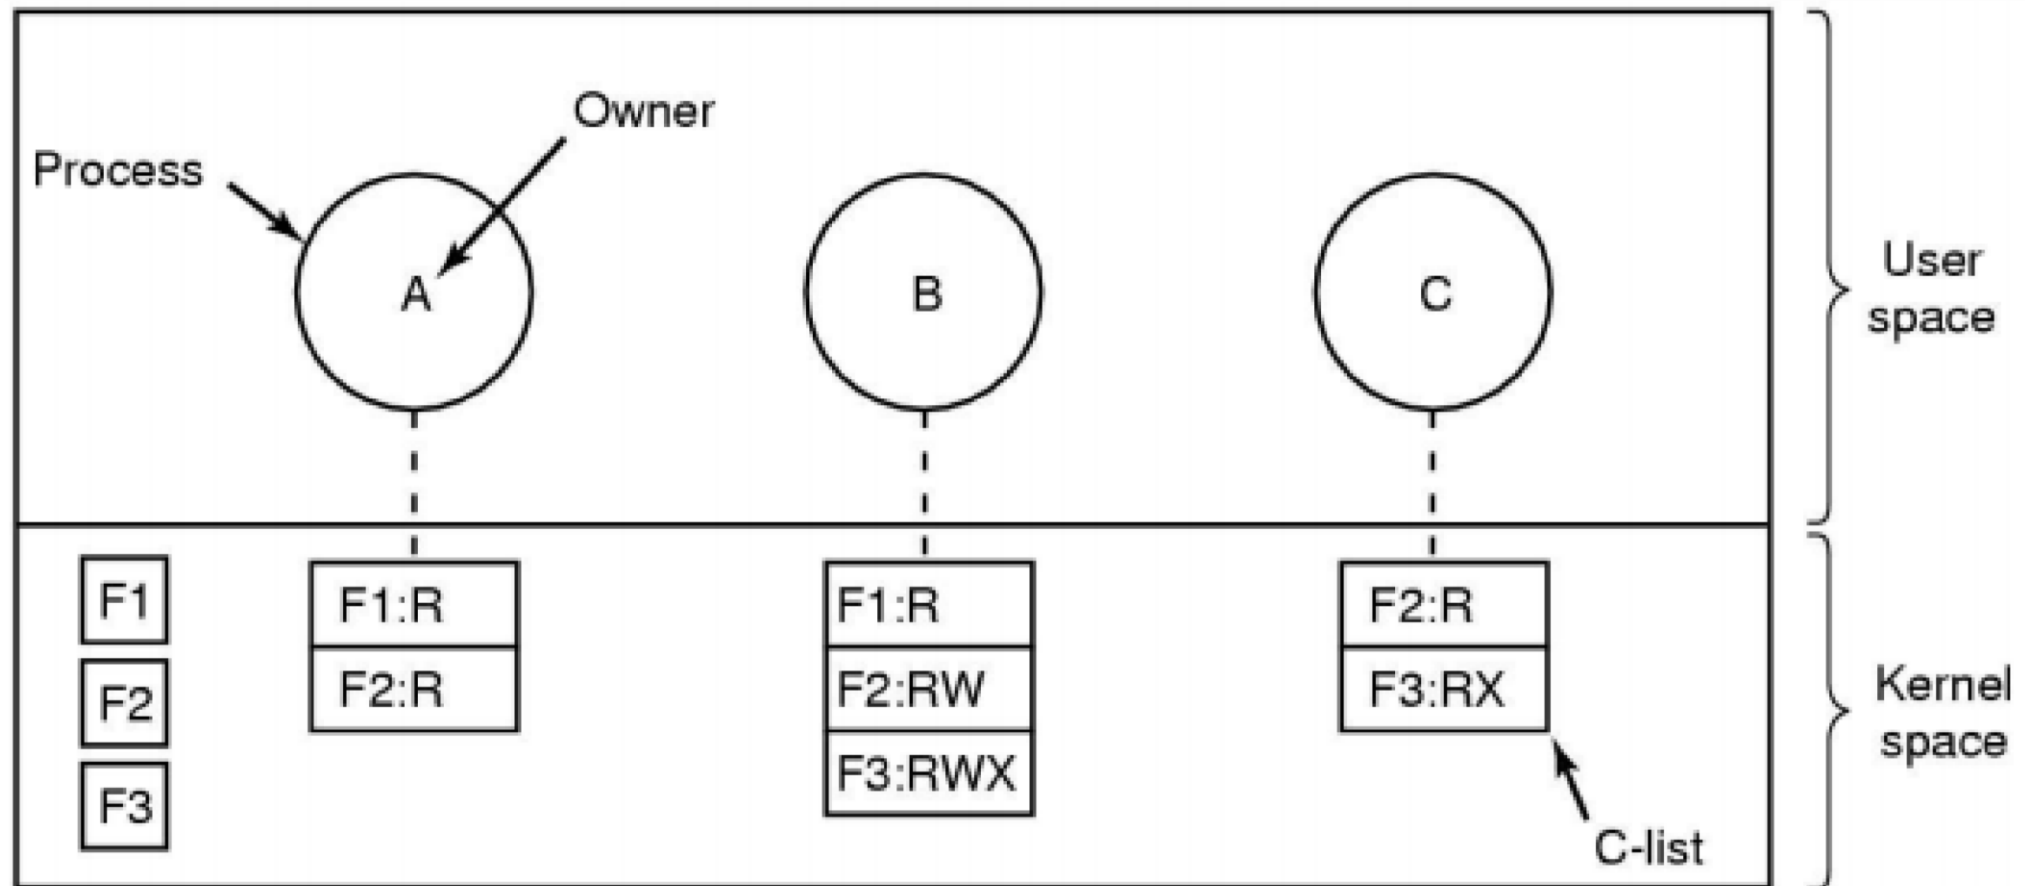 Owner
Process
A
B
C
User
space
F1
F2
F3
F1:R
F2:R
F1:R
F2:RW
F3:RWX
F2:R
F3:RX
Kernel
space
C-list